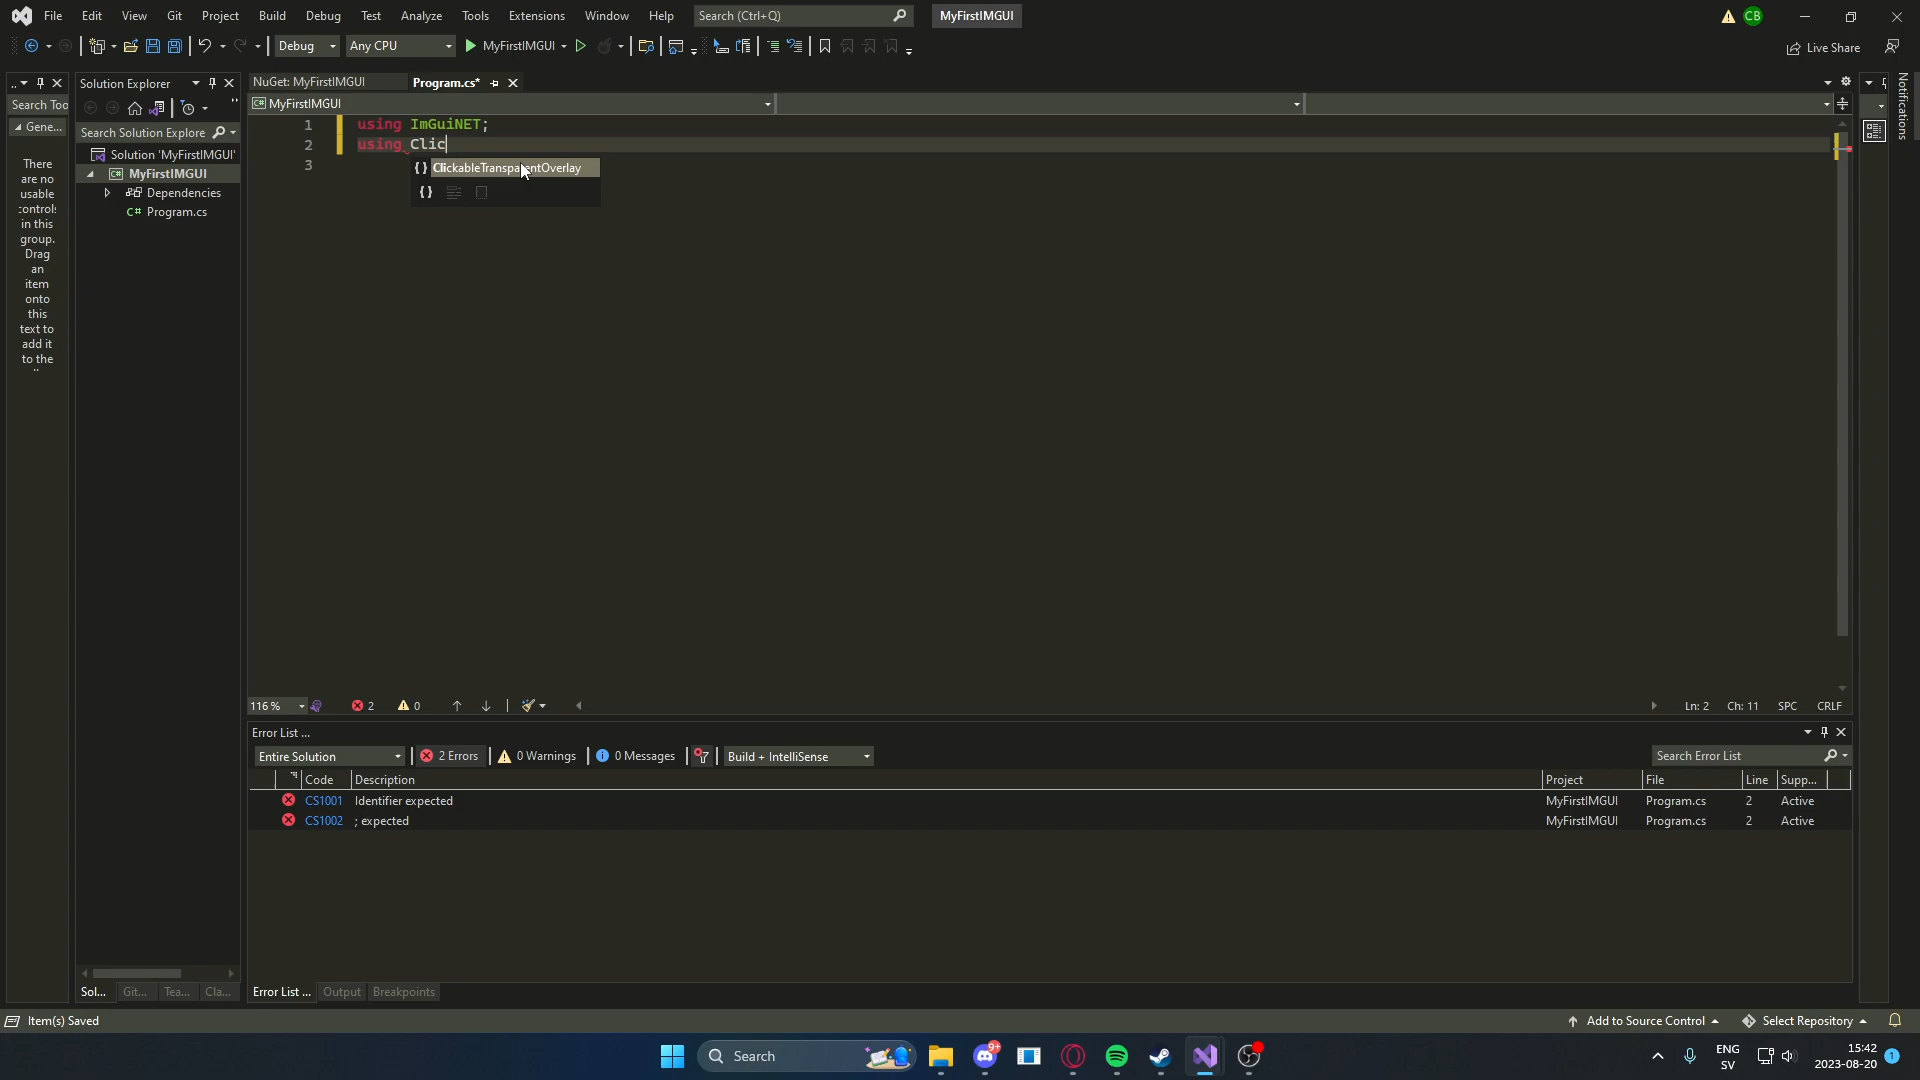 File Edit View Git Project Build Debug Test Analyze Tools Extensions Window Help Search (Ctrl+Q) MyFirstIMGUI
CB
Debug Any CPU MyFirstIMGUI Live Share
.. Solution Explorer
Search Too
Gene...
There
are no
usable
controls
in this
group.
Drag
an
item
onto
this
text to
add it
to the
..
Search Solution Explore
Solution 'MyFirstIMGUI'
MyFirstIMGUI
Dependencies
C# Program.cs
NuGet: MyFirstIMGUI Program.cs*
C# MyFirstIMGUI
1 using ImGuiNET;
2 using Clic
3
{} ClickableTransparentOverlay
{}
Notifications
116 % 2 0 Ln: 2 Ch: 11 SPC CRLF
Error List ...
Entire Solution 2 Errors 0 Warnings 0 Messages Build + IntelliSense Search Error List
Code Description Project File Line Supp...
CS1001 Identifier expected MyFirstIMGUI Program.cs 2 Active
CS1002 ; expected MyFirstIMGUI Program.cs 2 Active
Sol... Git... Tea... Cla... Error List ... Output Breakpoints
Item(s) Saved Add to Source Control Select Repository
Search 9+ ENG
SV
15:42
2023-08-20
1